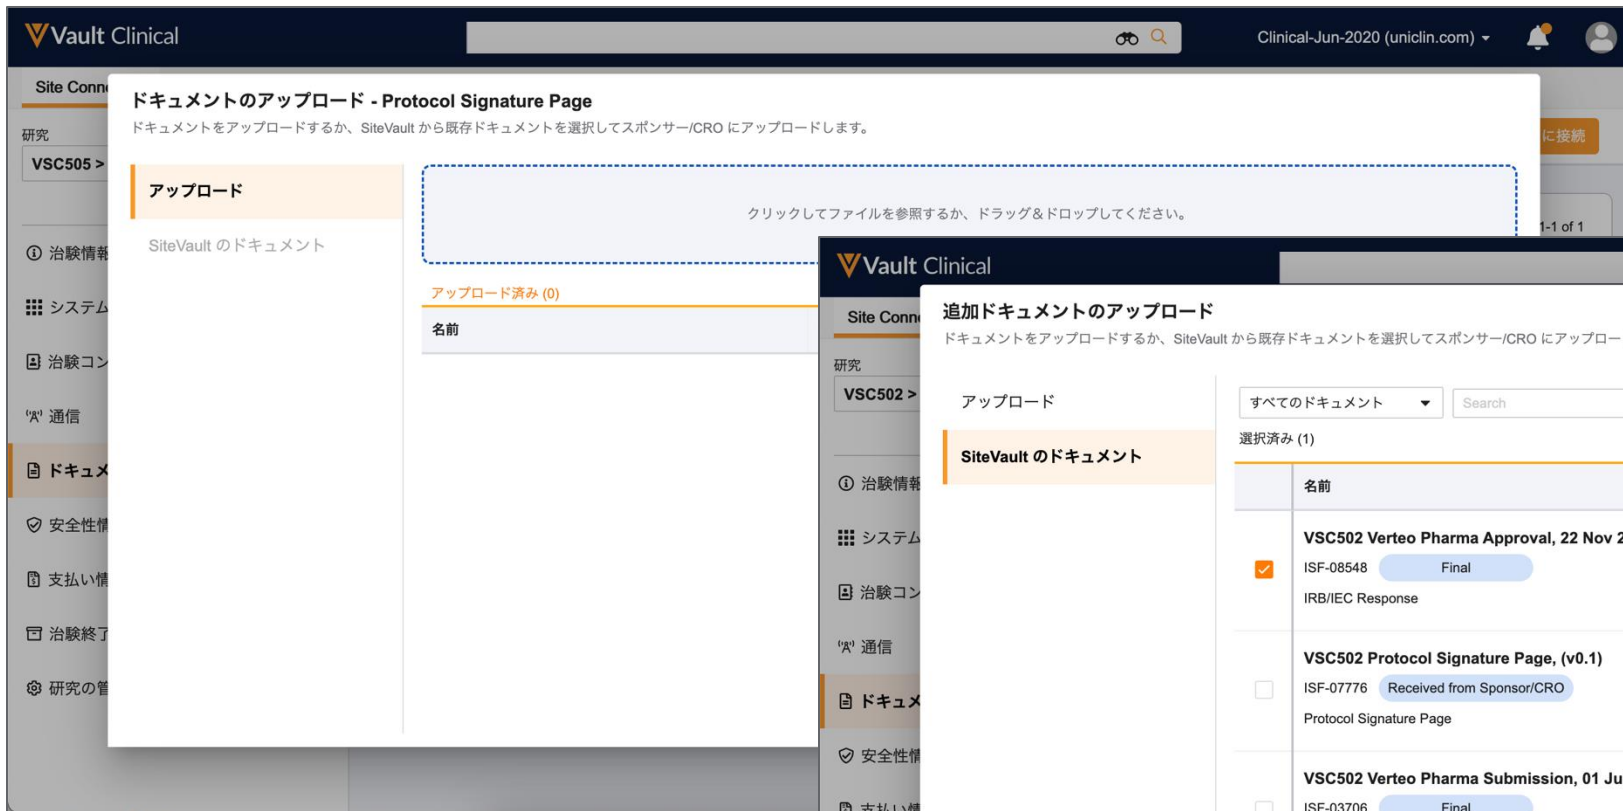 Vault Clinical
Clinical-Jun-2020 (uniclin.com)
Site Conne
研究
VSC505 >
治験情報
システム
治験コン
通信
ドキュメ
安全性情
支払い情
治験終了
研究の管
ドキュメントのアップロード - Protocol Signature Page
ドキュメントをアップロードするか、SiteVault から既存ドキュメントを選択してスポンサー/CRO にアップロードします。
に接続
1-1 of 1
アップロード
SiteVault のドキュメント
クリックしてファイルを参照するか、ドラッグ＆ドロップしてください。
アップロード済み (0)
名前
Vault Clinical
Site Conne
研究
VSC502 >
治験情報
システム
治験コン
通信
ドキュメ
安全性情
支払い情
追加ドキュメントのアップロード
ドキュメントをアップロードするか、SiteVault から既存ドキュメントを選択してスポンサー/CRO にアップロー
アップロード
SiteVault のドキュメント
すべてのドキュメント
Search
選択済み (1)
名前
VSC502 Verteo Pharma Approval, 22 Nov 2
ISF-08548 Final
IRB/IEC Response
VSC502 Protocol Signature Page, (v0.1)
ISF-07776 Received from Sponsor/CRO
Protocol Signature Page
VSC502 Verteo Pharma Submission, 01 Ju
ISF-03706 Final